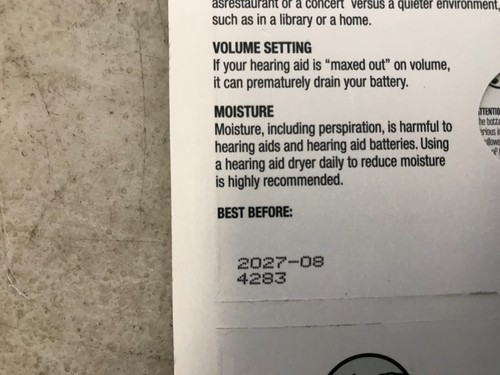 asrestaurant or a concert versus a quieter environment,
such as in a library or a home.
VOLUME SETTING
If your hearing aid is “maxed out” on volume,
it can prematurely drain your battery.
MOISTURE
Moisture, including perspiration, is harmful to
hearing aids and hearing aid batteries. Using
a hearing aid dryer daily to reduce moisture
is highly recommended.
BEST BEFORE:
2027-08
4283